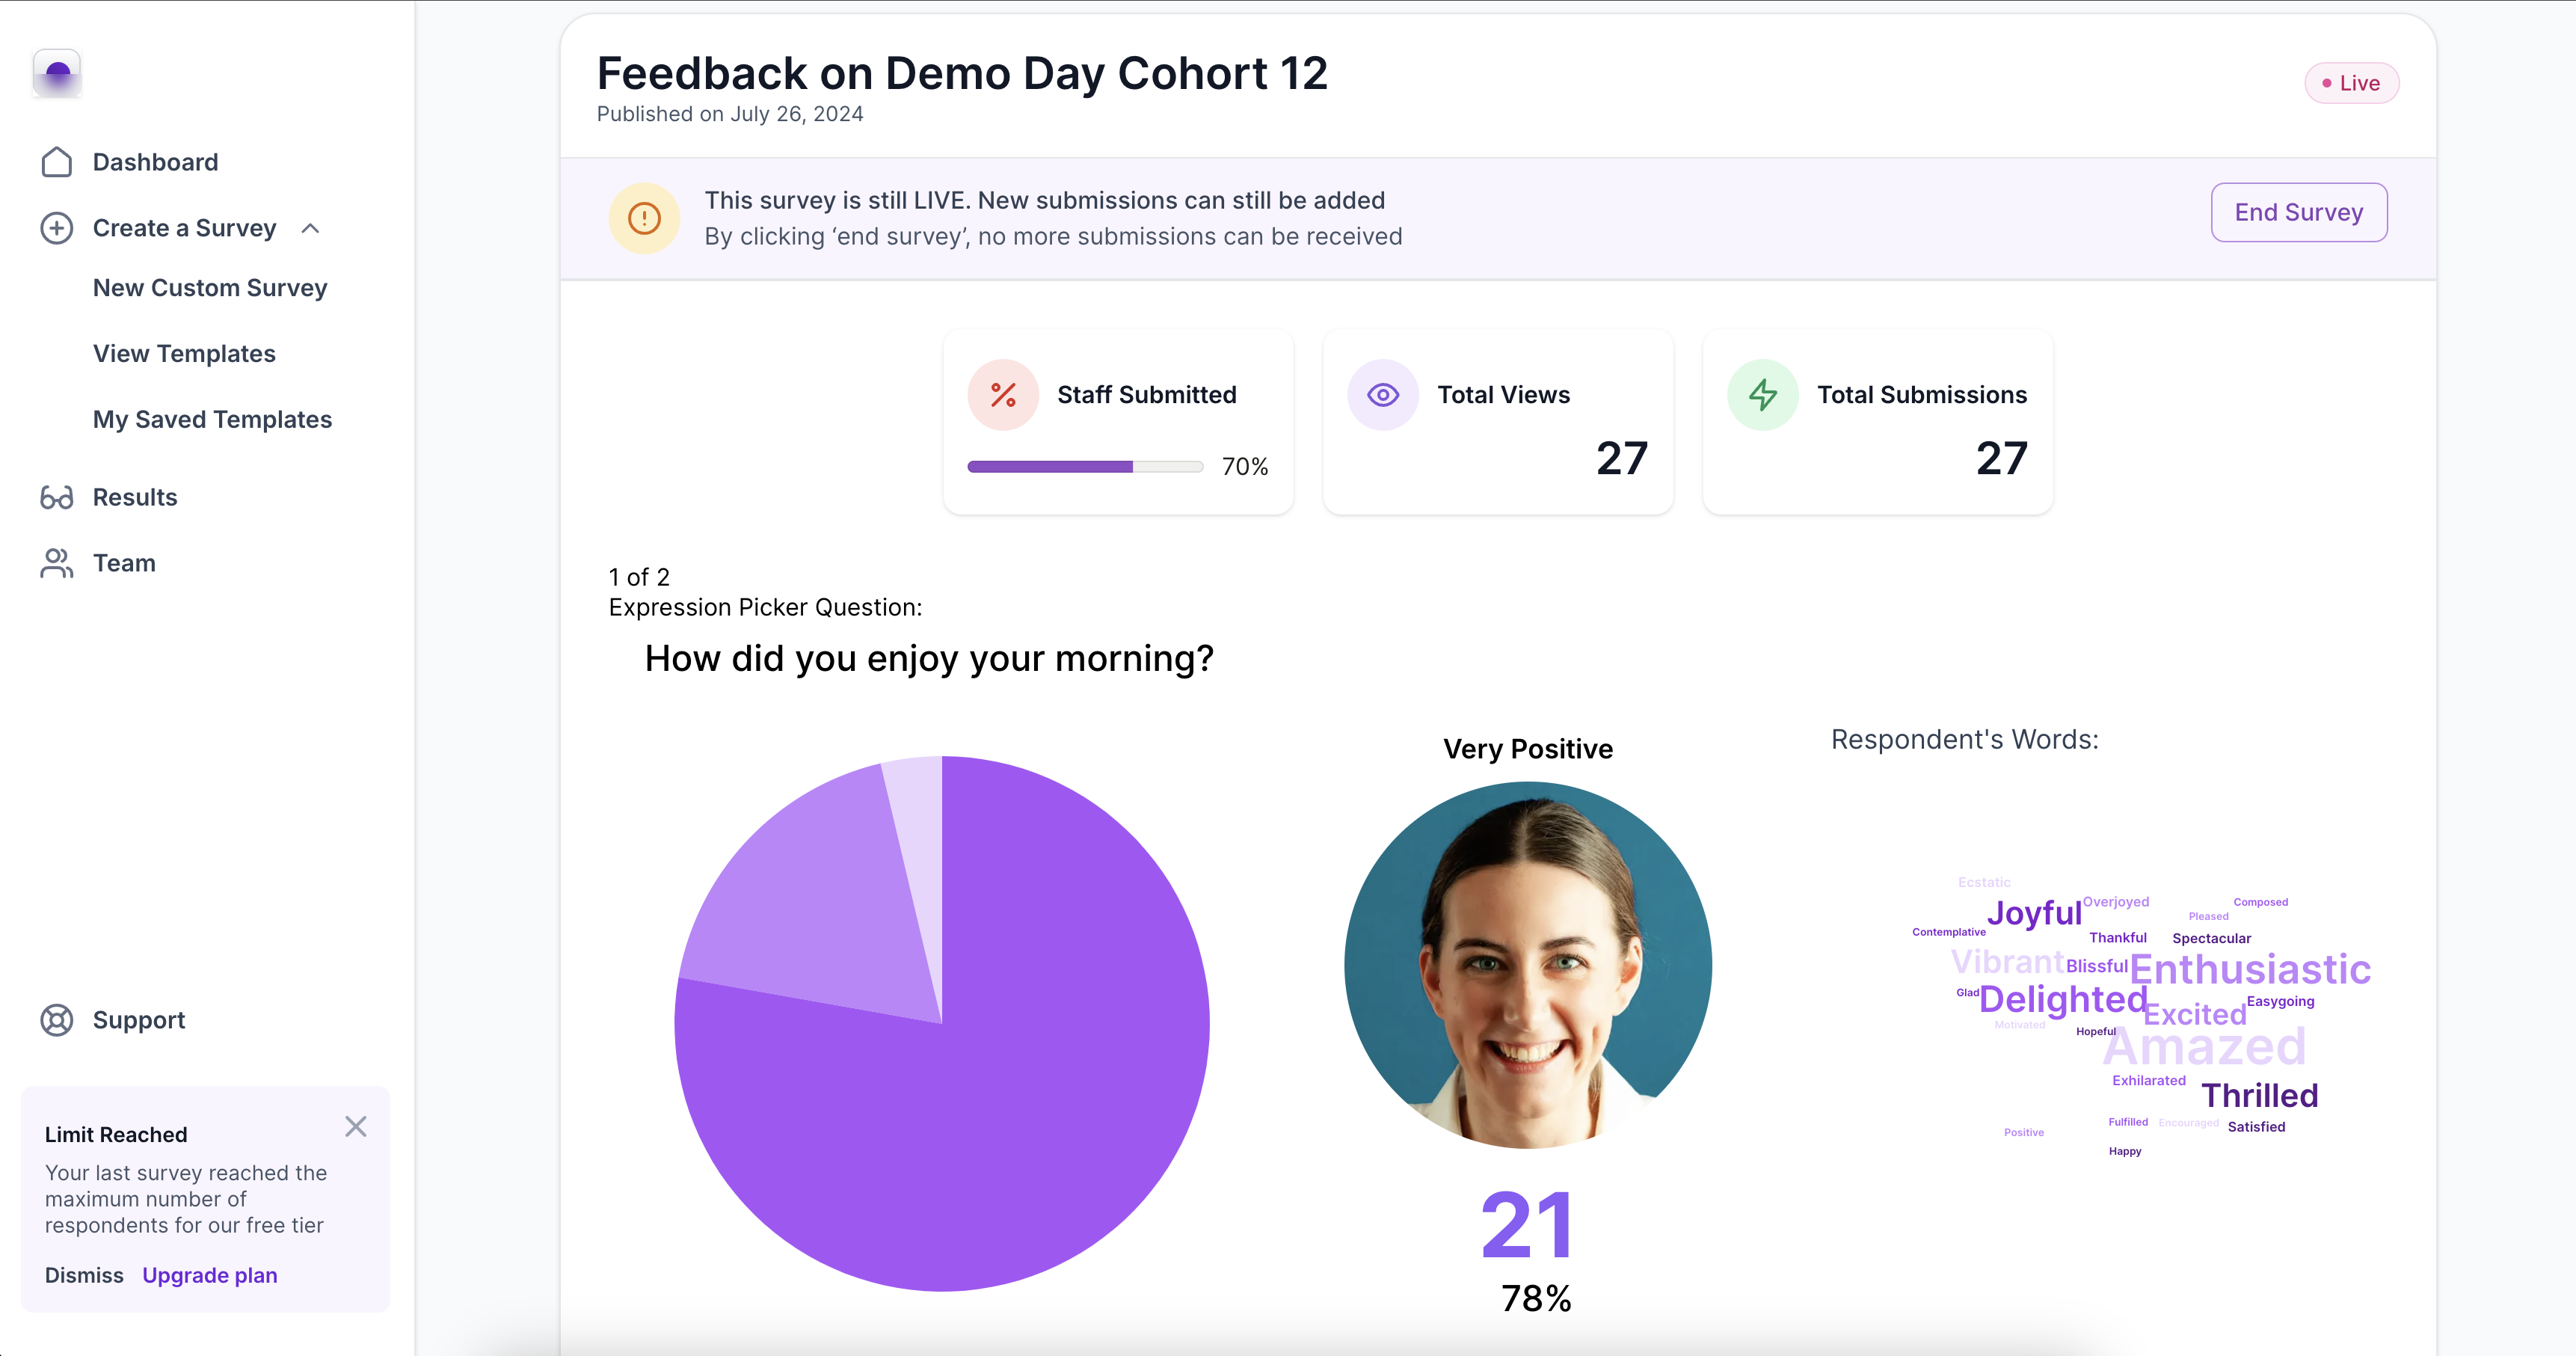 Dashboard
Create a Survey
New Custom Survey
View Templates
My Saved Templates
Results
Team
Support
Limit Reached
Your last survey reached the
maximum number of
respondents for our free tier
Dismiss Upgrade plan
Feedback on Demo Day Cohort 12
Published on July 26, 2024
Live
This survey is still LIVE. New submissions can still be added
By clicking ‘end survey’, no more submissions can be received
End Survey
Staff Submitted
70%
Total Views
27
Total Submissions
27
1 of 2
Expression Picker Question:
How did you enjoy your morning?
Very Positive
21
78%
Respondent's Words:
Ecstatic
Joyful Overjoyed Composed
Pleased
Contemplative Thankful Spectacular
Vibrant Blissful Enthusiastic
Glad Delighted Easygoing
Excited
Motivated Hopeful
Amazed
Exhilarated Thrilled
Fulfilled Encouraged Satisfied
Positive
Happy